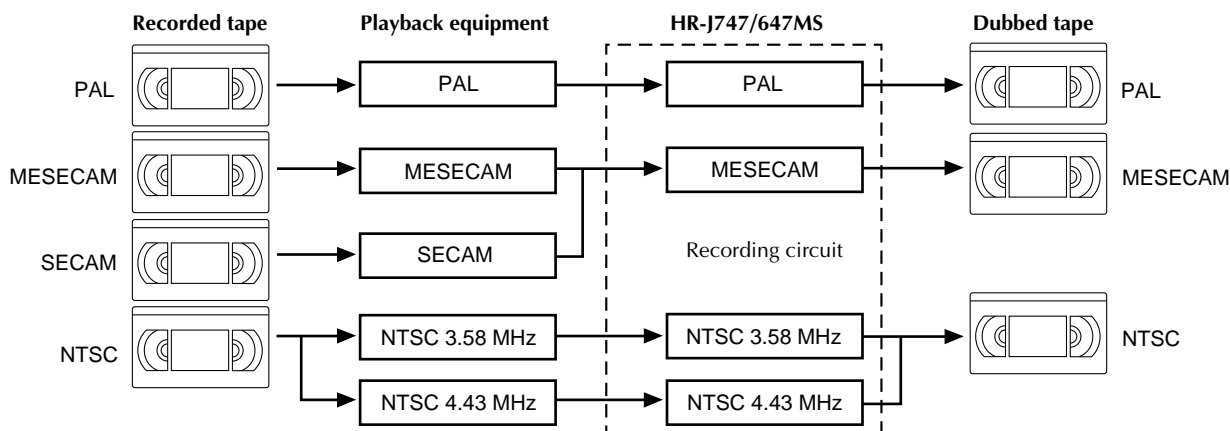 Recorded tape Playback equipment HR-J747/647MS Dubbed tape
PAL PAL PAL PAL
MESECAM MESECAM MESECAM MESECAM
SECAM SECAM Recording circuit
NTSC NTSC 3.58 MHz NTSC 3.58 MHz NTSC
NTSC 4.43 MHz NTSC 4.43 MHz